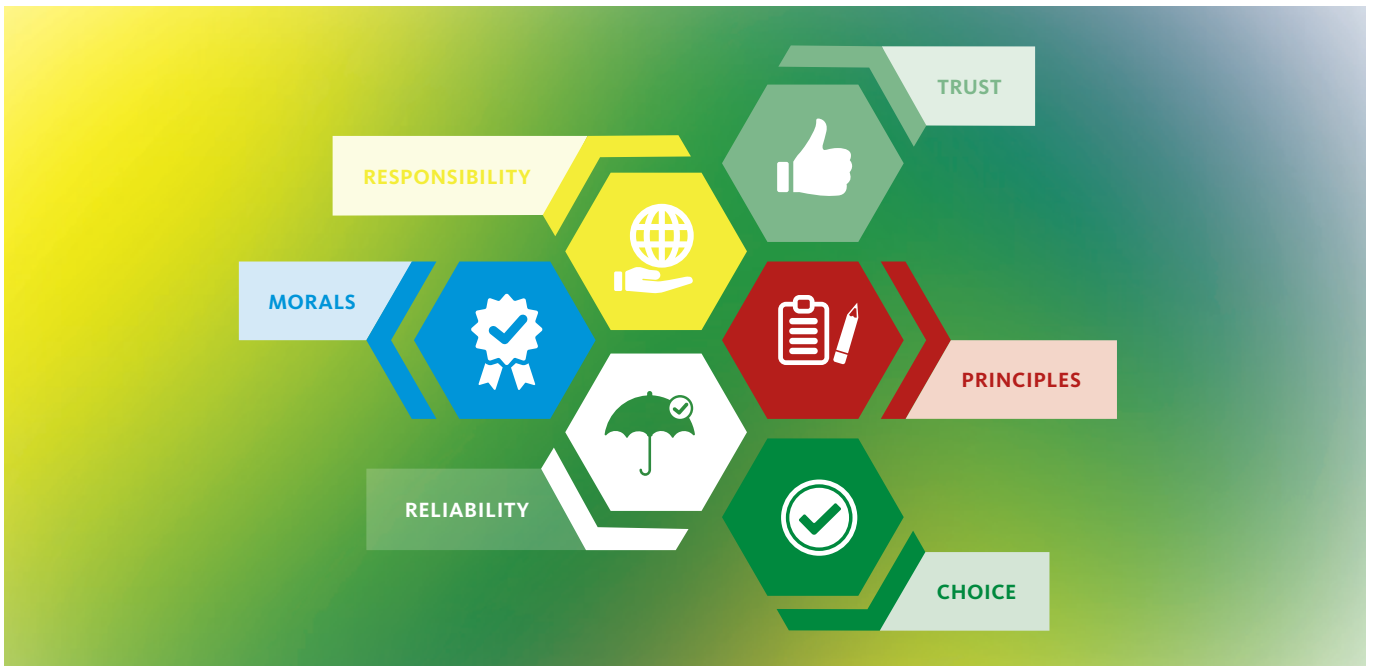 TRUST
RESPONSIBILITY
MORALS
PRINCIPLES
RELIABILITY
CHOICE